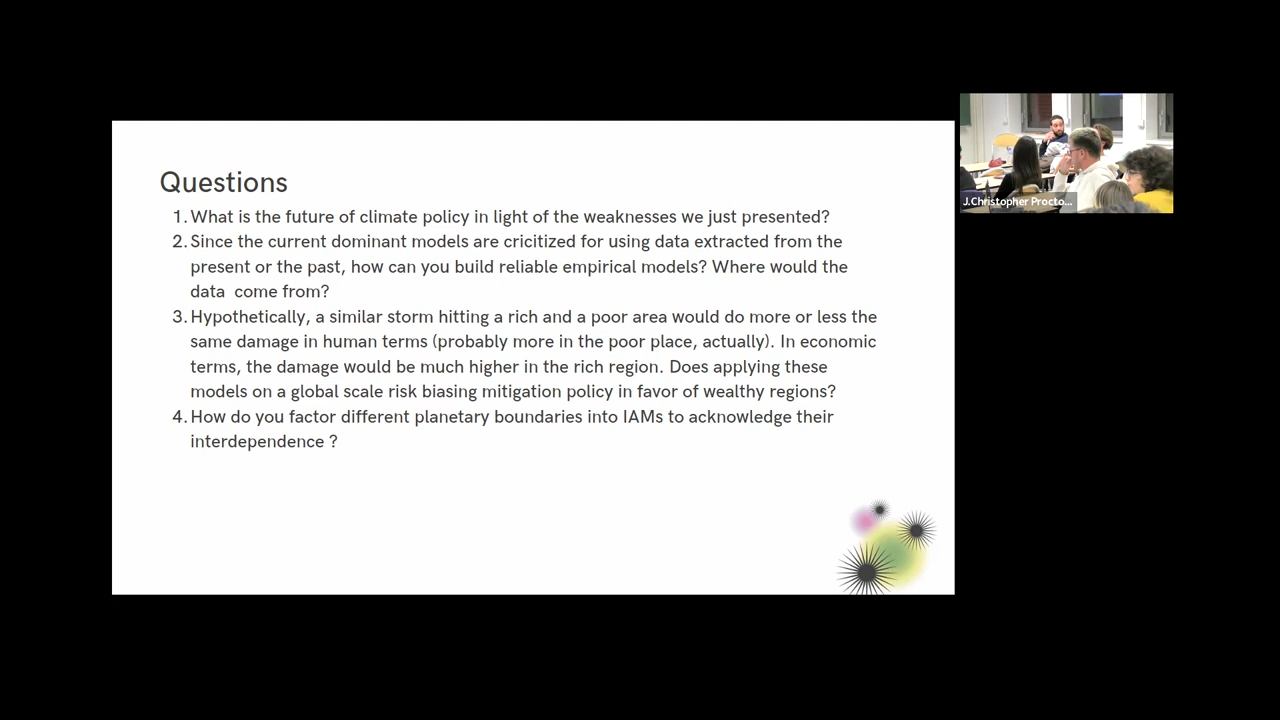 Questions
1. What is the future of climate policy in light of the weaknesses we just presented?
2. Since the current dominant models are cricitized for using data extracted from the
present or the past, how can you build reliable empirical models? Where would the
data  come from?
3. Hypothetically, a similar storm hitting a rich and a poor area would do more or less the
same damage in human terms (probably more in the poor place, actually). In economic
terms, the damage would be much higher in the rich region. Does applying these
models on a global scale risk biasing mitigation policy in favor of wealthy regions?
4. How do you factor different planetary boundaries into IAMs to acknowledge their
interdependence ?
J.Christopher Procto...